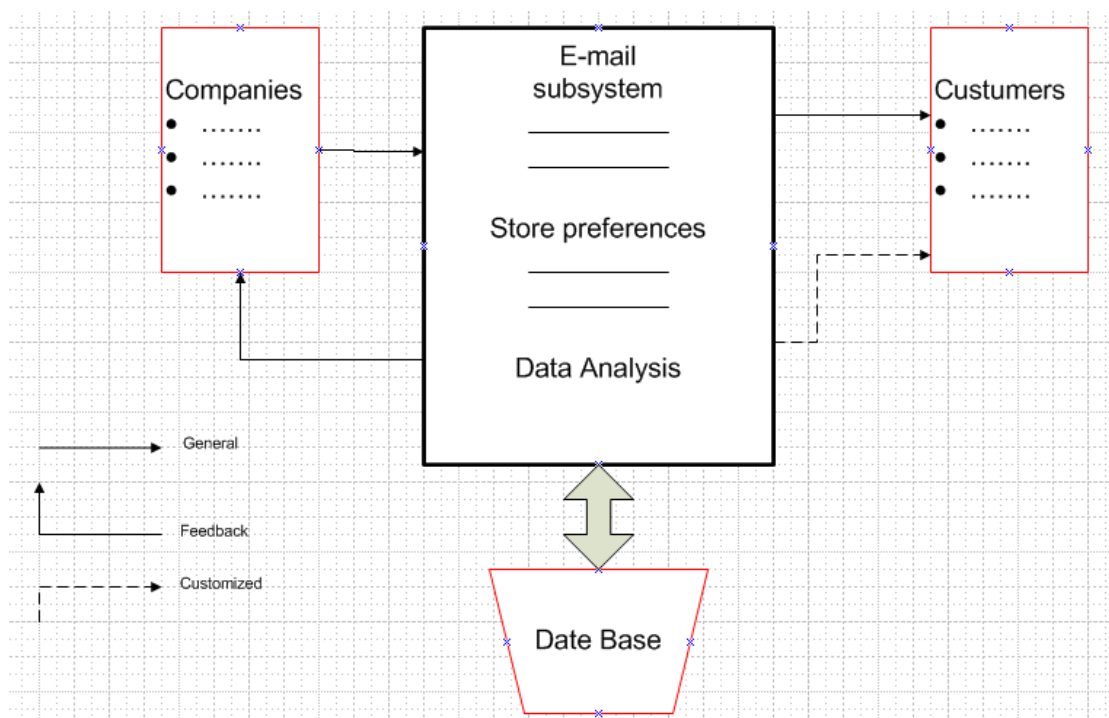 Companies
• .......
• .......
• .......
E-mail
subsystem
Store preferences
Data Analysis
Custumers
• .......
• .......
• .......
General
Feedback
Customized
Date Base